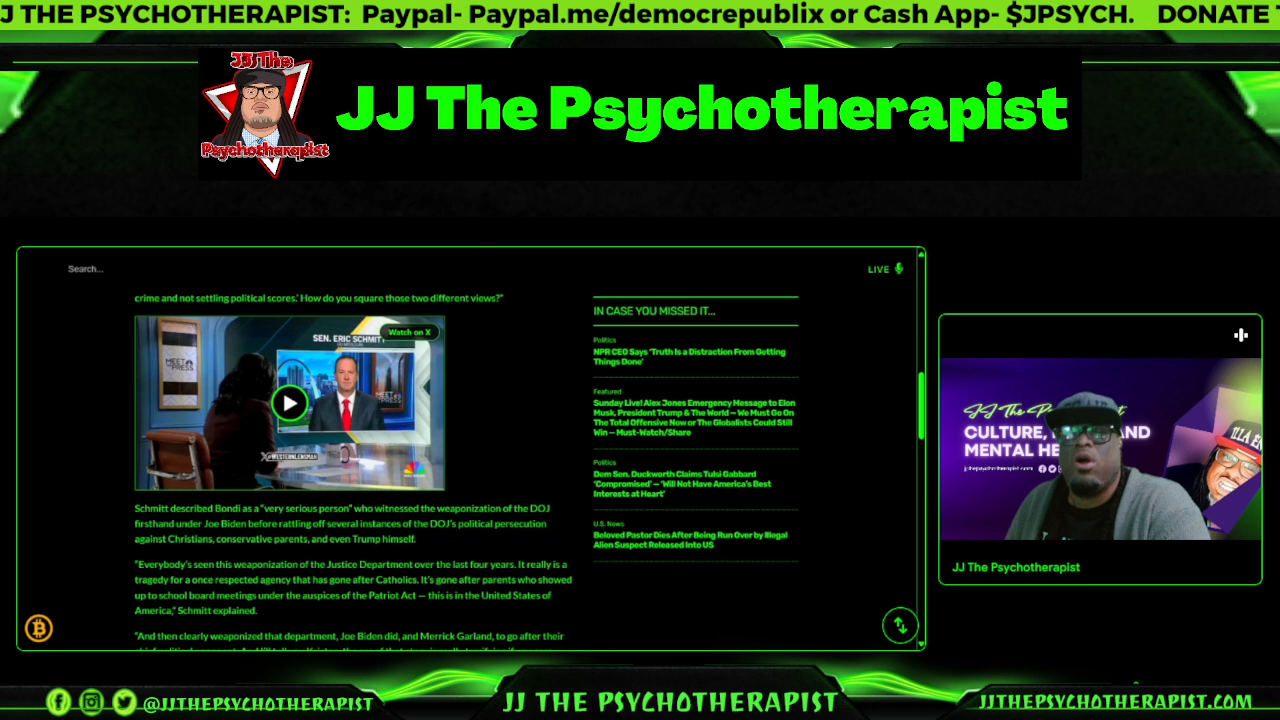 J THE PSYCHOTHERAPIST: Paypal- Paypal.me/democrepublix or Cash App- $JPSYCH. DONATE
JJ The
Psychotherapist
JJ The Psychotherapist
Search...
LIVE
crime and not settling political scores.' How do you square those two different views?"
Watch on X
SEN. ERIC SCHMITT
MEET
PRESS
MEET
PRESS
@WESTERNLENSMAN
Schmitt described Bondi as a "very serious person" who witnessed the weaponization of the DOJ
firsthand under Joe Biden before rattling off several instances of the DOJ's political persecution
against Christians, conservative parents, and even Trump himself.
"Everybody's seen this weaponization of the Justice Department over the last four years. It really is a
tragedy for a once respected agency that has gone after Catholics. It's gone after parents who showed
up to school board meetings under the auspices of the Patriot Act — this is in the United States of
America," Schmitt explained.
"And then clearly weaponized that department, Joe Biden did, and Merrick Garland, to go after their
IN CASE YOU MISSED IT...
Politics
NPR CEO Says 'Truth Is a Distraction From Getting
Things Done'
Featured
Sunday Live! Alex Jones Emergency Message to Elon
Musk, President Trump & The World — We Must Go On
The Total Offensive Now or The Globalists Could Still
Win — Must-Watch/Share
Politics
Dem Sen. Duckworth Claims Tulsi Gabbard
'Compromised' — 'Will Not Have America's Best
Interests at Heart'
U.S. News
Beloved Pastor Dies After Being Run Over by Illegal
Alien Suspect Released Into US
JJ The
CULTURE, AND
MENTAL HE
jjthepsychotherapist.com
JJ The Psychotherapist
@JJTHEPSYCHOTHERAPIST
JJ THE PSYCHOTHERAPIST
JJTHEPSYCHOTHERAPIST.COM